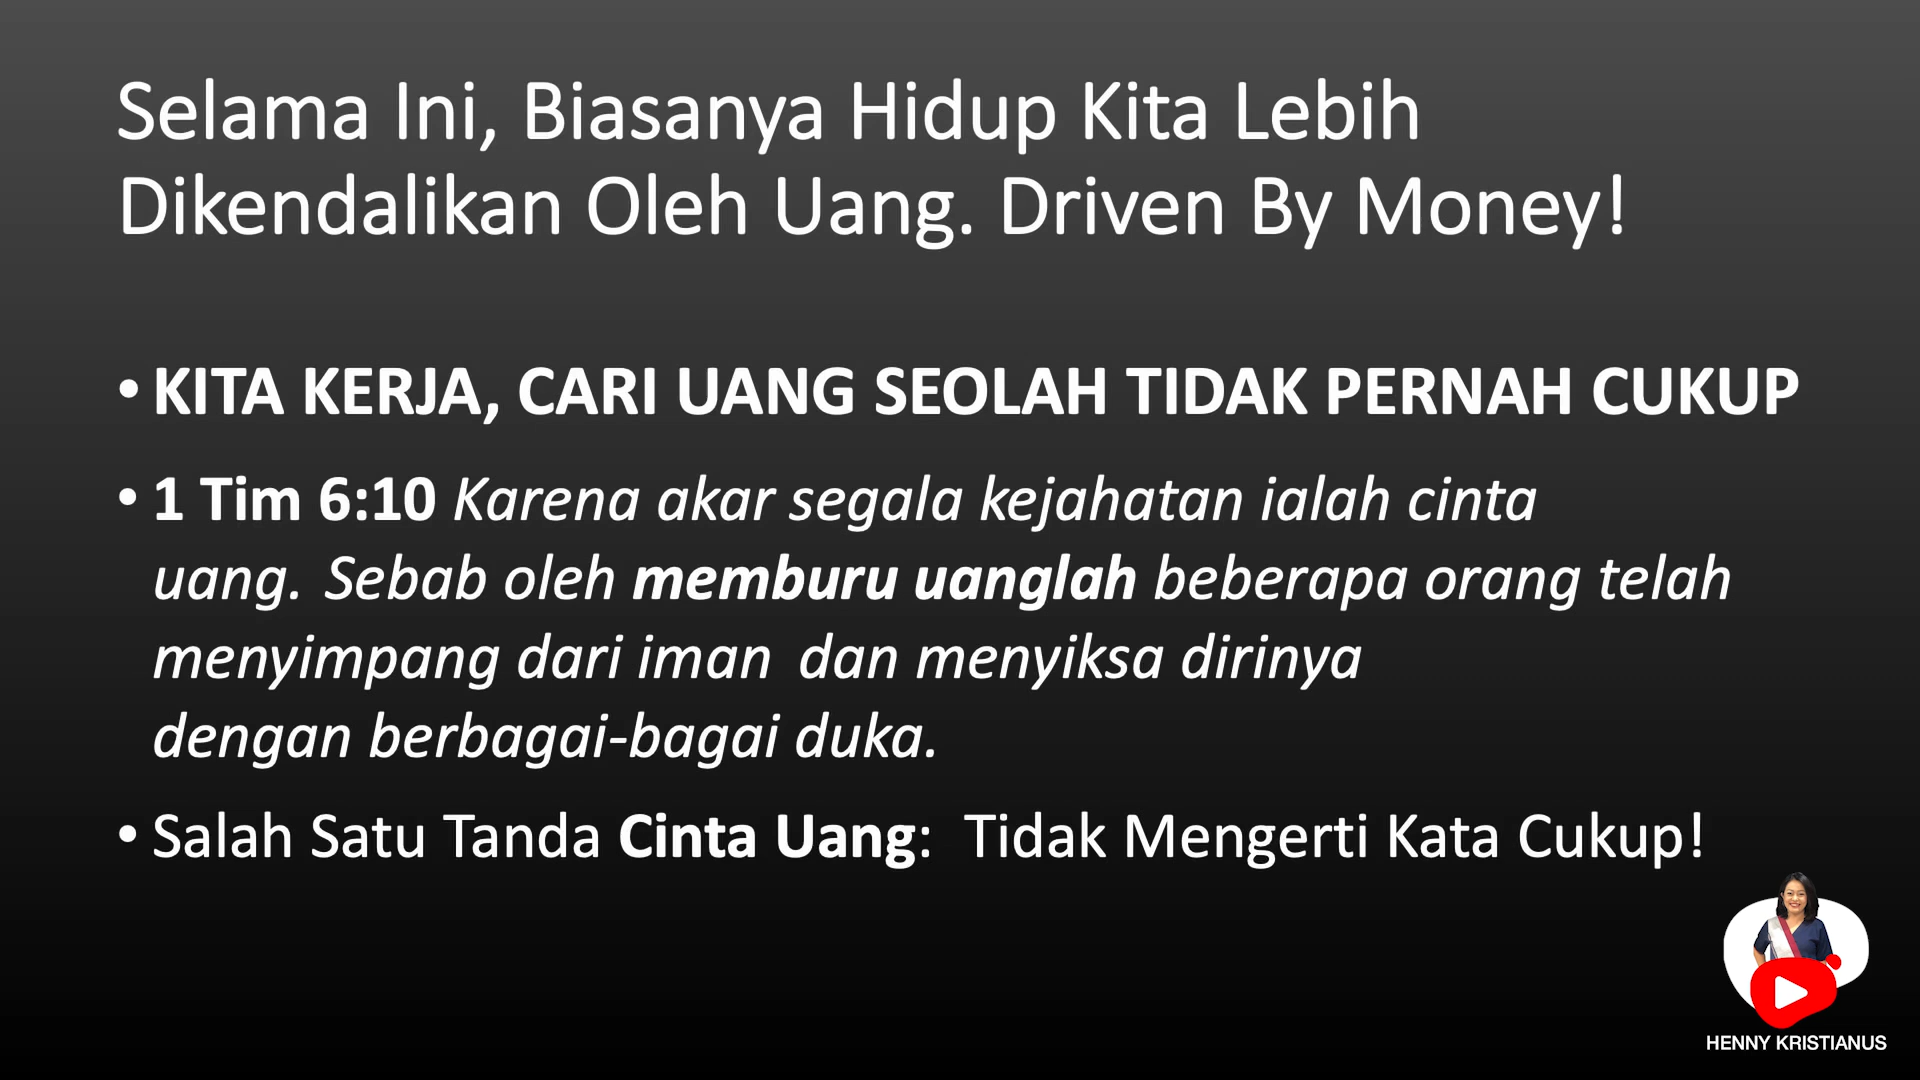 Selama Ini, Biasanya Hidup Kita Lebih
Dikendalikan Oleh Uang. Driven By Money!
• KITA KERJA, CARI UANG SEOLAH TIDAK PERNAH CUKUP
• 1 Tim 6:10 Karena akar segala kejahatan ialah cinta
uang. Sebab oleh memburu uanglah beberapa orang telah
menyimpang dari iman dan menyiksa dirinya
dengan berbagai-bagai duka.
• Salah Satu Tanda Cinta Uang: Tidak Mengerti Kata Cukup!
HENNY KRISTIANUS